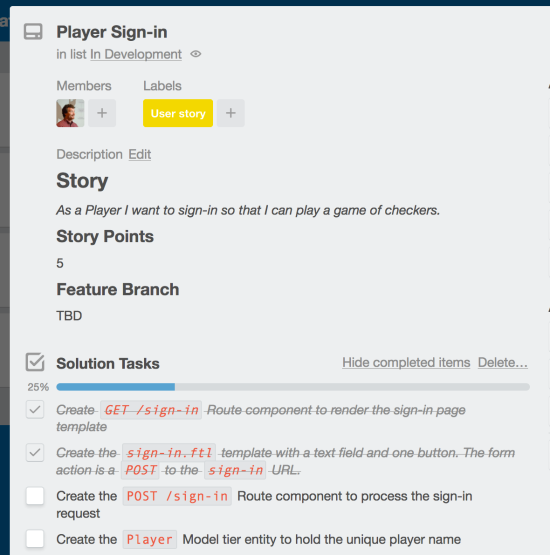 Player Sign-in
in list In Development
Members
Labels
+
User story
+
Description Edit
Story
As a Player I want to sign-in so that I can play a game of checkers.
Story Points
5
Feature Branch
TBD
Solution Tasks
Hide completed items Delete...
25%
Create GET /sign-in Route component to render the sign-in page
template
Create the sign-in.ftl template with a text field and one button. The form
action is a POST to the sign-in URL.
Create the POST /sign-in Route component to process the sign-in
request
Create the Player Model tier entity to hold the unique player name